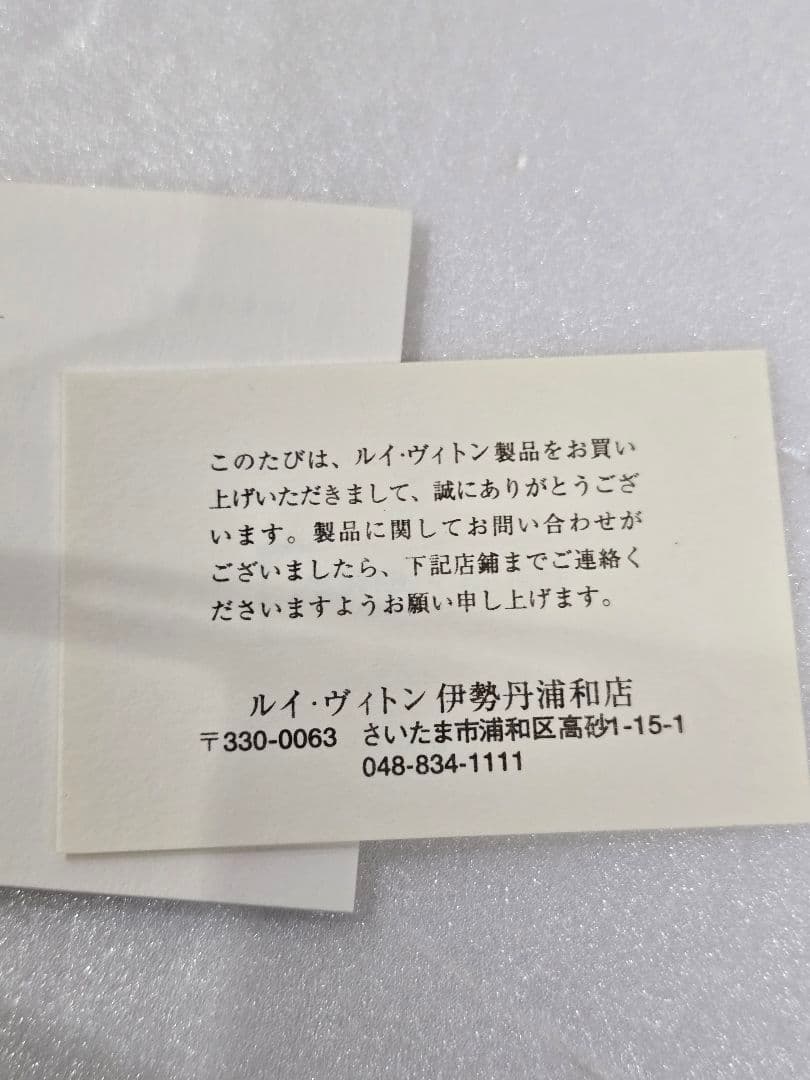 このたびは、ルイ・ヴィトン製品をお買い
上げいただきまして、誠にありがとうござ
います。製品に関してお問い合わせが
ございましたら、下記店鋪までご連絡く
ださいますようお願い申し上げます。
ルイ・ヴィトン 伊勢丹浦和店
〒330-0063 さいたま市浦和区高砂1-15-1
048-834-1111